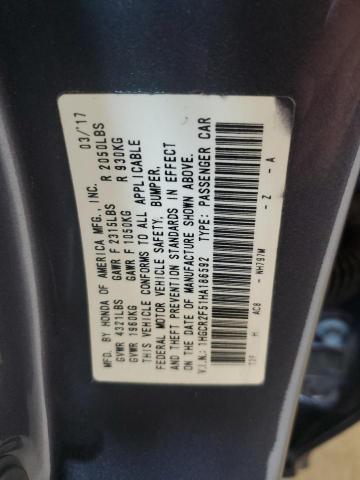 MFD. BY HONDA OF AMERICA MFG., INC. 03/'17
GVWR 4321LBS GAWR F 2315LBS R 2050LBS
GVWR 1960KG GAWR F 1050KG R 930KG
THIS VEHICLE CONFORMS TO ALL APPLICABLE
FEDERAL MOTOR VEHICLE SAFETY, BUMPER,
AND THEFT PREVENTION STANDARDS IN EFFECT
ON THE DATE OF MANUFACTURE SHOWN ABOVE.
V.I.N.: 1HGCR2F51HA186592 TYPE: PASSENGER CAR
H AC8 - NH797M - Z - A